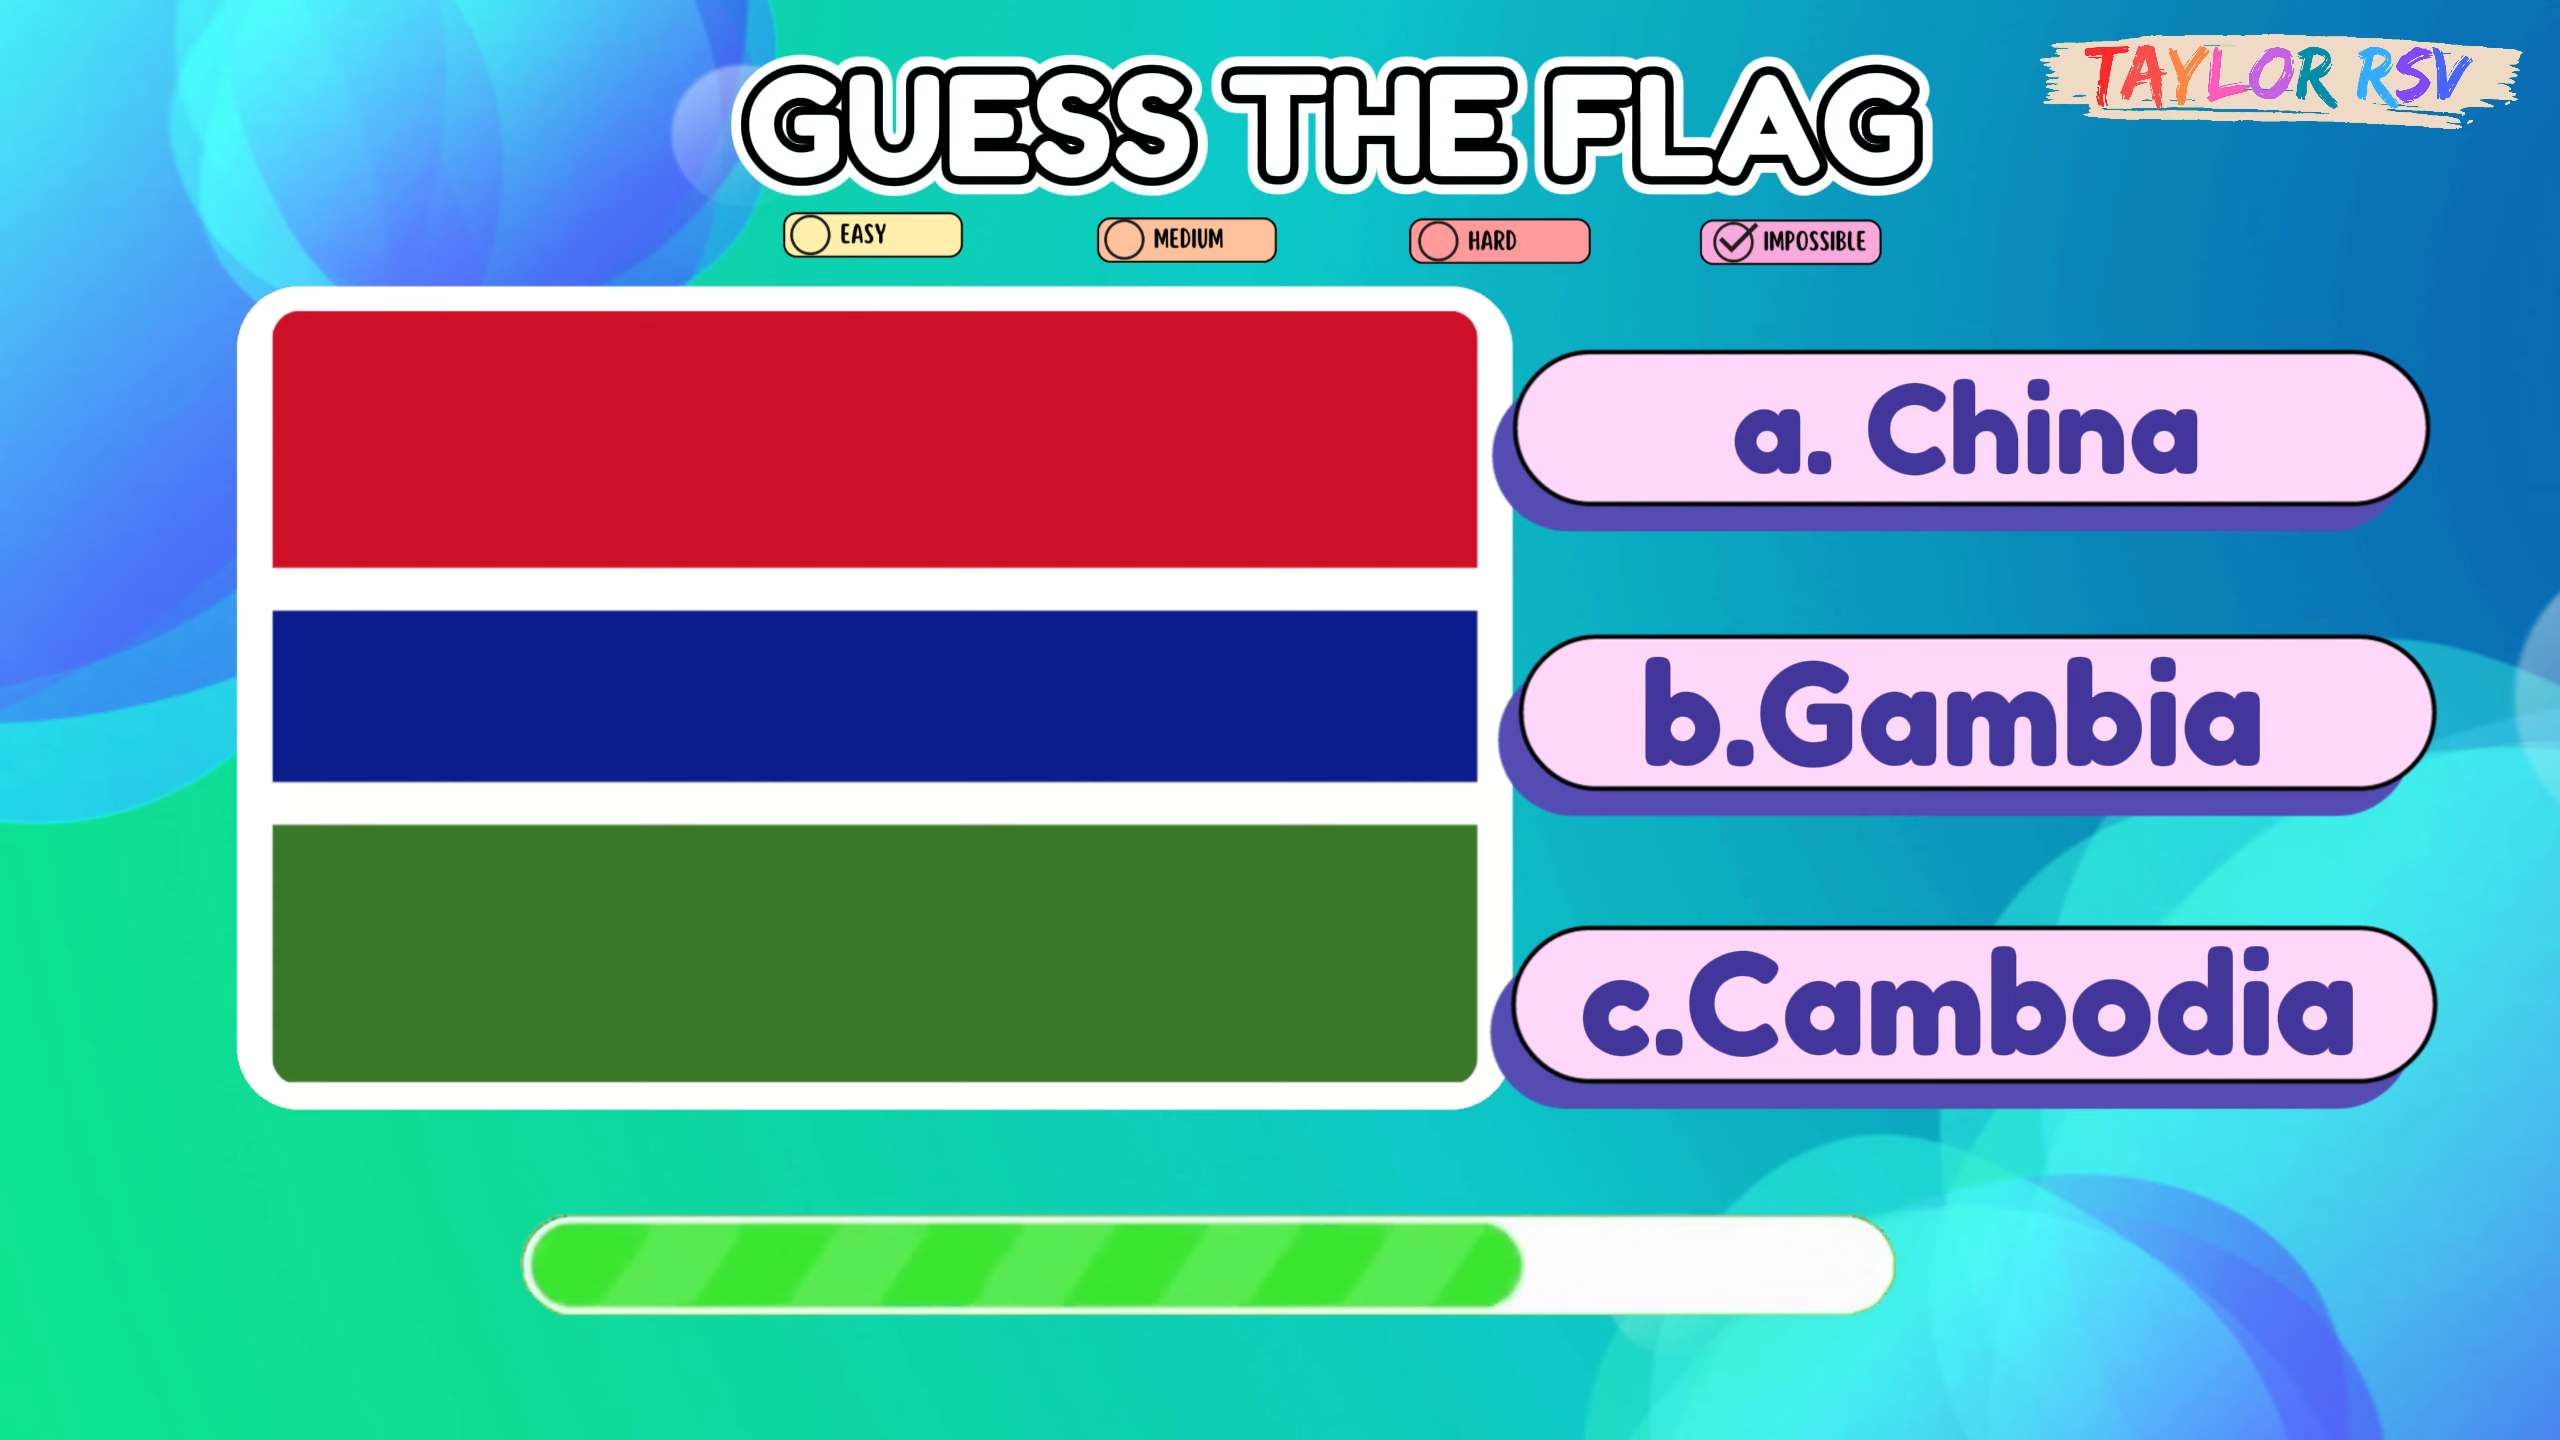 TAYLOR RSV
GUESS THE FLAG
EASY
MEDIUM
HARD
IMPOSSIBLE
a. China
b.Gambia
c.Cambodia